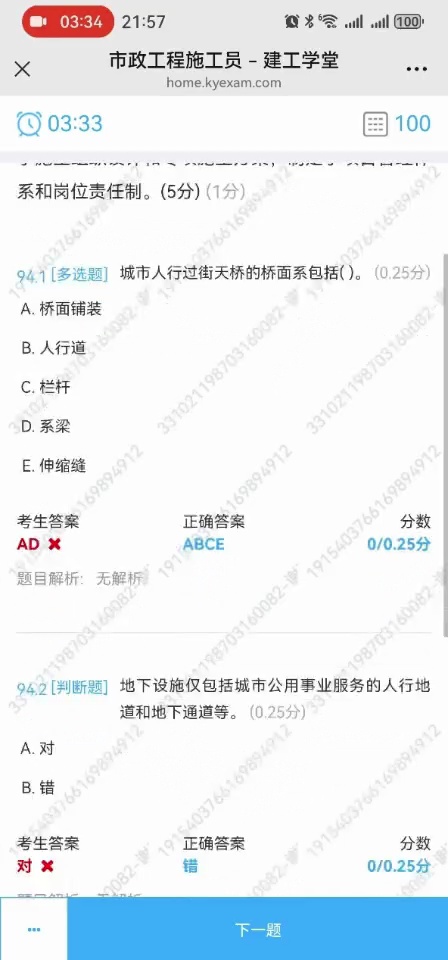 03:34 21:57 100
市政工程施工员 - 建工学堂
home.kyexam.com
03:33 100
系和岗位责任制。(5分) (1分)
94.1 [多选题] 城市人行过街天桥的桥面系包括( )。 (0.25分)
A. 桥面铺装
B. 人行道
C. 栏杆
D. 系梁
E. 伸缩缝
考生答案 正确答案 分数
AD ABCE 0/0.25分
题目解析: 无解析
94.2 [判断题] 地下设施仅包括城市公用事业服务的人行地
道和地下通道等。 (0.25分)
A. 对
B. 错
考生答案 正确答案 分数
对 错 0/0.25分
下一题